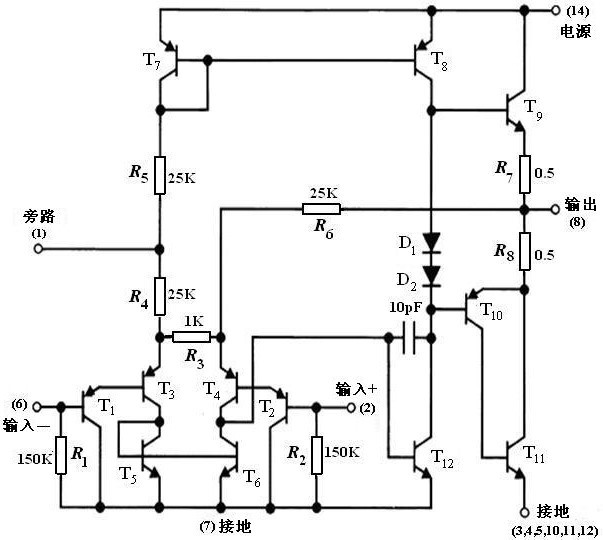 (14)
电源
T7
T8
T9
R5
25K
R7
0.5
旁路
(1)
25K
R6
输出
(8)
R8
0.5
D1
D2
R4
25K
10pF
T10
1K
R3
T3
T4
(6)
输入—
T1
T2
输入+
(2)
150K
R1
T5
T6
R2
150K
T12
T11
(7)接地
接地
(3,4,5,10,11,12)